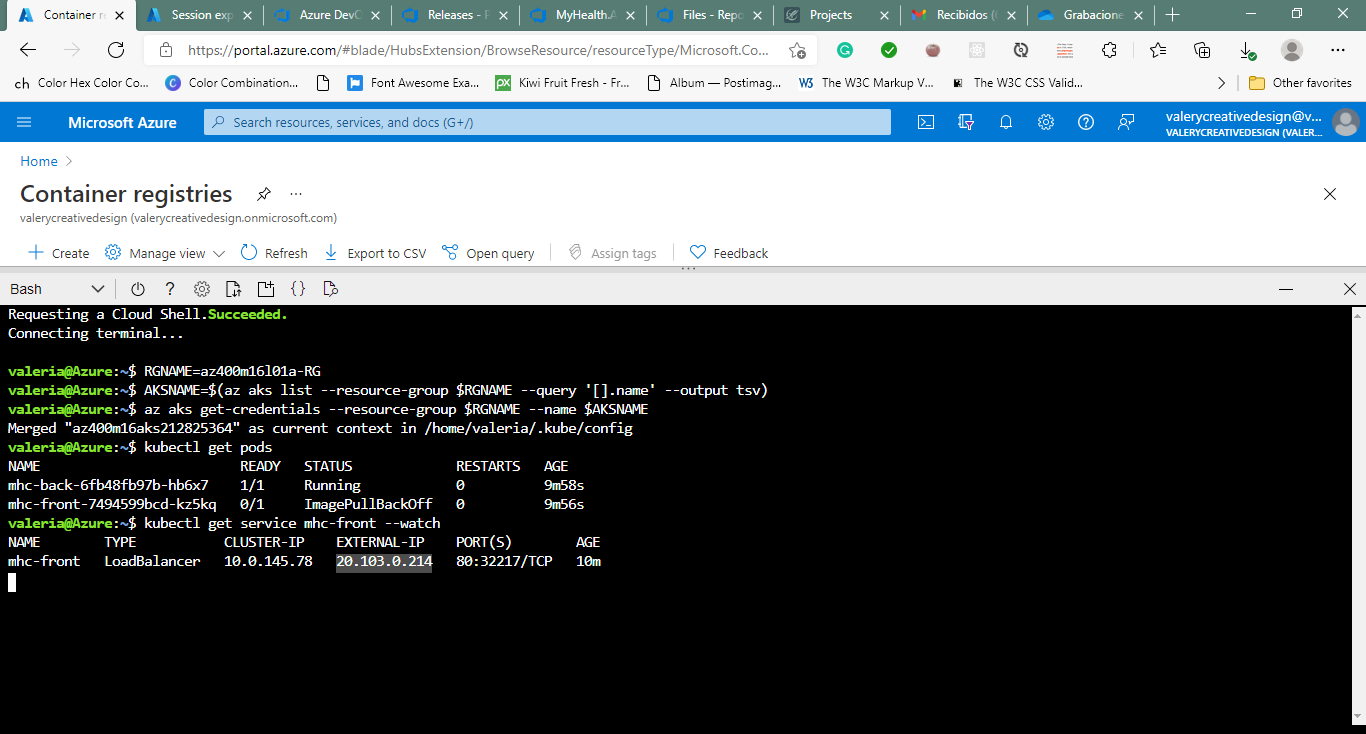 Container re
Session exp
Azure DevO
Releases - P
MyHealth.A
Files - Repo
Projects
Recibidos (
Grabacione
https://portal.azure.com/#blade/HubsExtension/BrowseResource/resourceType/Microsoft.Co...
ch Color Hex Color Co...
C Color Combination...
Font Awesome Exa...
px Kiwi Fruit Fresh - Fr...
Album — Postimag...
W3 The W3C Markup V...
The W3C CSS Valid...
Other favorites
Microsoft Azure
Search resources, services, and docs (G+/)
valerycreativedesign@v...
VALERYCREATIVEDESIGN (VALER...
Home
Container registries
valerycreativedesign (valerycreativedesign.onmicrosoft.com)
Create Manage view Refresh Export to CSV Open query Assign tags Feedback
Bash
Requesting a Cloud Shell.Succeeded.
Connecting terminal...
valeria@Azure:~$ RGNAME=az400m16l01a-RG
valeria@Azure:~$ AKSNAME=$(az aks list --resource-group $RGNAME --query '[].name' --output tsv)
valeria@Azure:~$ az aks get-credentials --resource-group $RGNAME --name $AKSNAME
Merged "az400m16aks212825364" as current context in /home/valeria/.kube/config
valeria@Azure:~$ kubectl get pods
NAME READY STATUS RESTARTS AGE
mhc-back-6fb48fb97b-hb6x7 1/1 Running 0 9m58s
mhc-front-7494599bcd-kz5kq 0/1 ImagePullBackOff 0 9m56s
valeria@Azure:~$ kubectl get service mhc-front --watch
NAME TYPE CLUSTER-IP EXTERNAL-IP PORT(S) AGE
mhc-front LoadBalancer 10.0.145.78 20.103.0.214 80:32217/TCP 10m